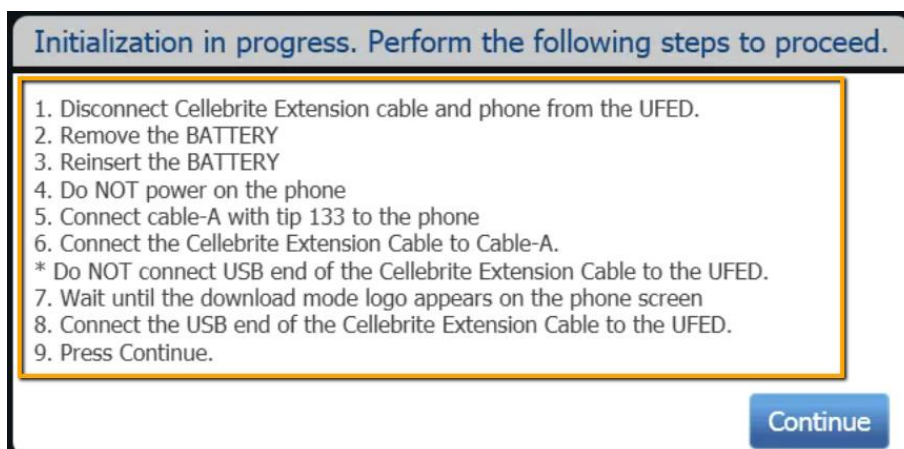 Initialization in progress. Perform the following steps to proceed.
1. Disconnect Cellebrite Extension cable and phone from the UFED.
2. Remove the BATTERY
3. Reinsert the BATTERY
4. Do NOT power on the phone
5. Connect cable-A with tip 133 to the phone
6. Connect the Cellebrite Extension Cable to Cable-A.
* Do NOT connect USB end of the Cellebrite Extension Cable to the UFED.
7. Wait until the download mode logo appears on the phone screen
8. Connect the USB end of the Cellebrite Extension Cable to the UFED.
9. Press Continue.
Continue